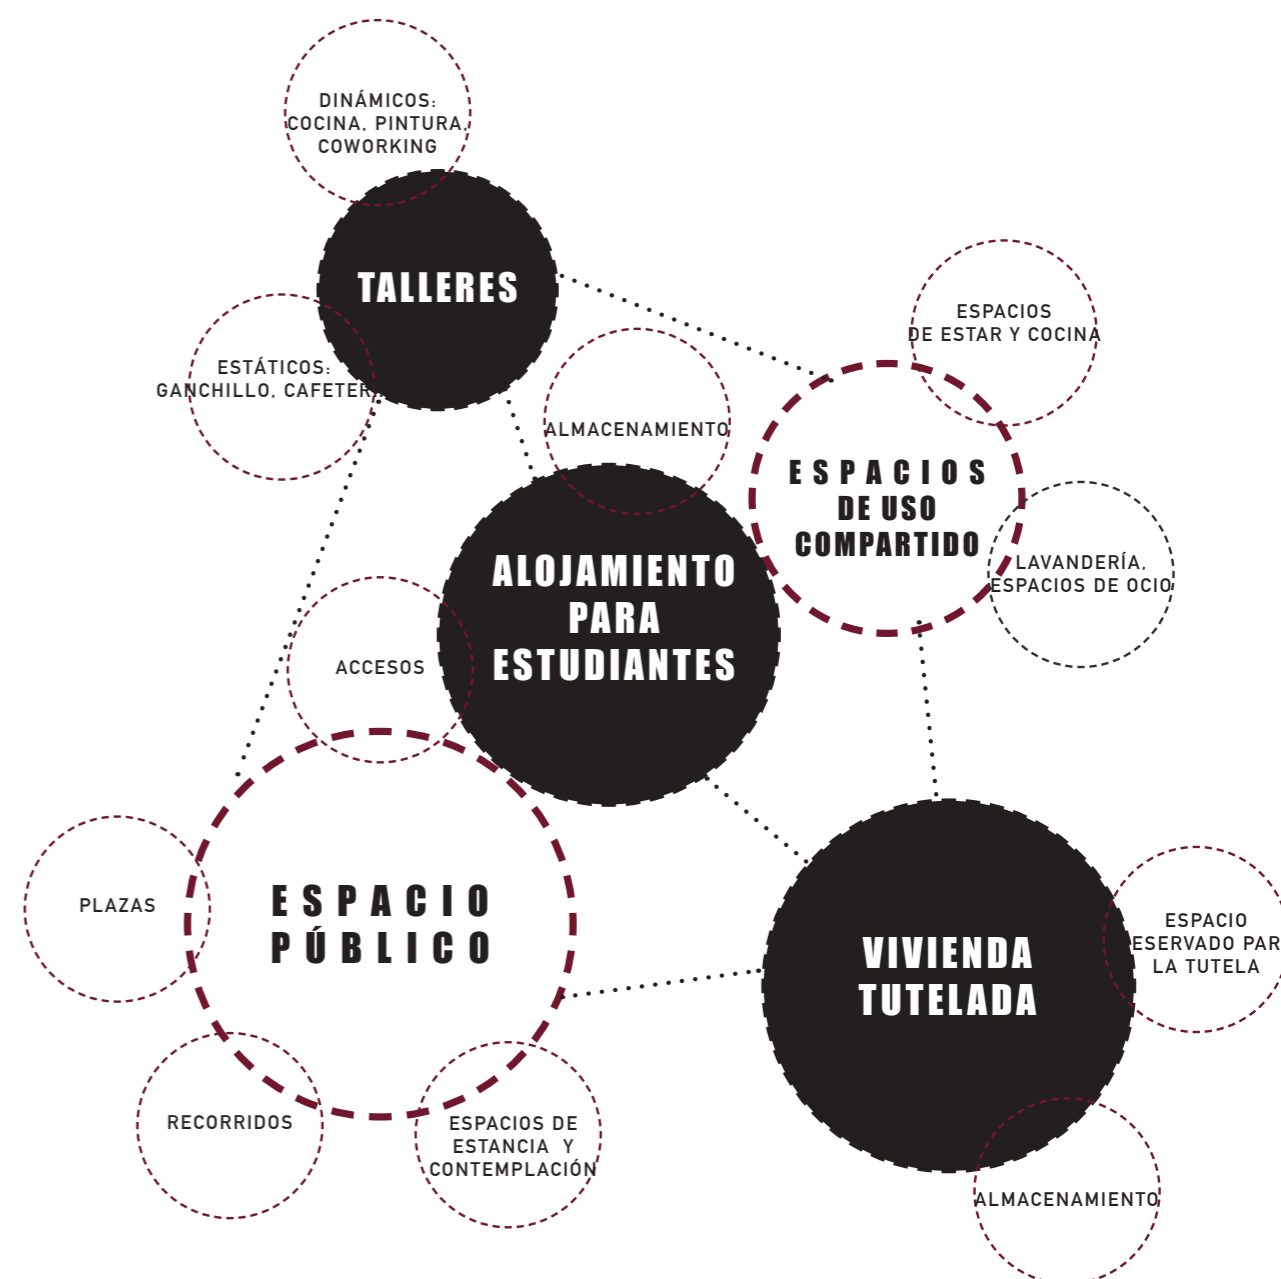 DINÁMICOS:
COCINA, PINTURA,
COWORKING
TALLERES
ESTÁTICOS:
GANCHILLO, CAFETER
ESPACIOS
DE ESTAR Y COCINA
ALMACENAMIENTO
ESPACIOS
DE USO
COMPARTIDO
LAVANDERÍA,
ESPACIOS DE OCIO
ALOJAMIENTO
PARA
ESTUDIANTES
ACCESOS
PLAZAS
ESPACIO
PÚBLICO
VIVIENDA
TUTELADA
ESPACIO
ESERVADO PAR
LA TUTELA
RECORRIDOS
ESPACIOS DE
ESTANCIA Y
CONTEMPLACIÓN
ALMACENAMIENTO